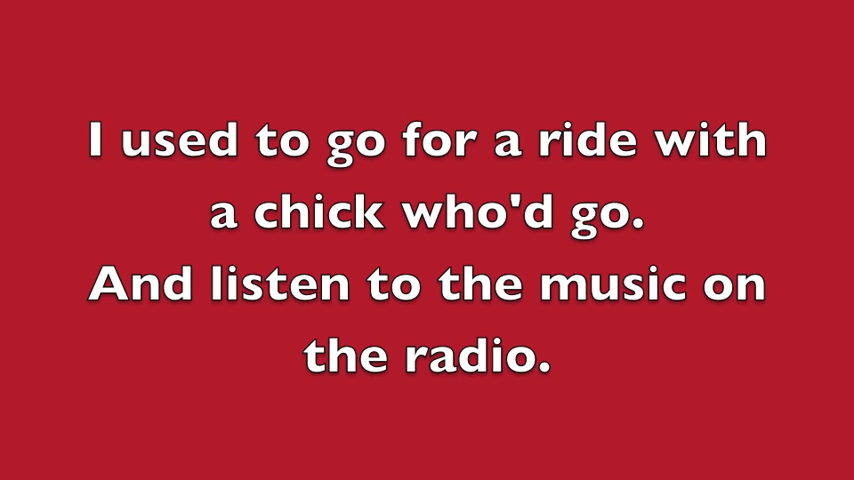 I used to go for a ride with
a chick who'd go.
And listen to the music on
the radio.